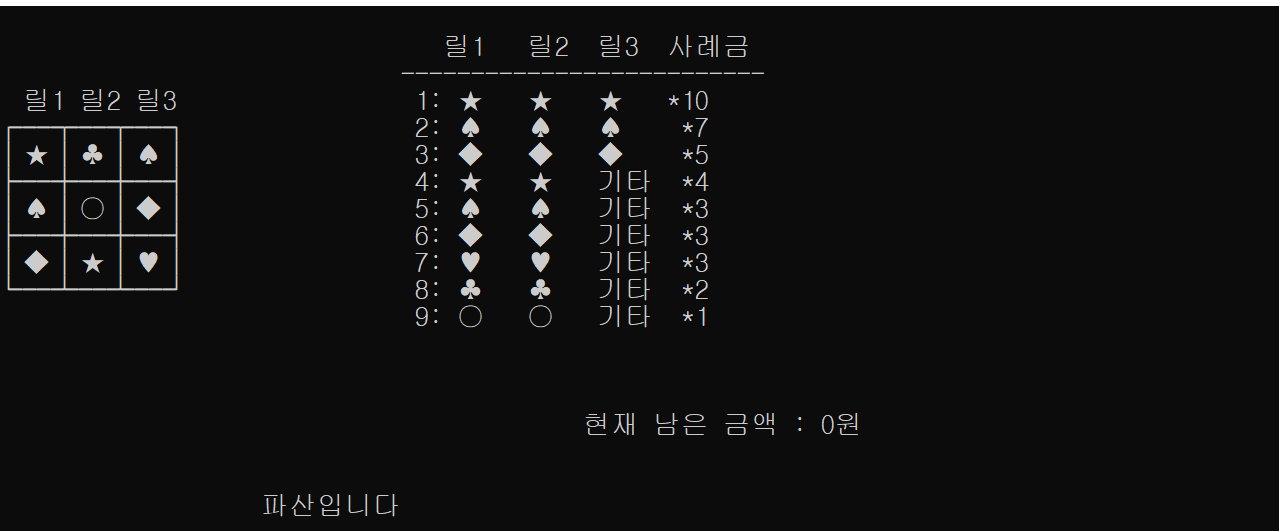 릴1 릴2 릴3 사례금
--------------------------
릴1 릴2 릴3
★ ♣ ♠
♠ ○ ◆
◆ ★ ♥
1: ★ ★ ★ *10
2: ♠ ♠ ♠ *7
3: ◆ ◆ ◆ *5
4: ★ ★ 기타 *4
5: ♠ ♠ 기타 *3
6: ◆ ◆ 기타 *3
7: ♥ ♥ 기타 *3
8: ♣ ♣ 기타 *2
9: ○ ○ 기타 *1
현재 남은 금액 : 0원
파산입니다